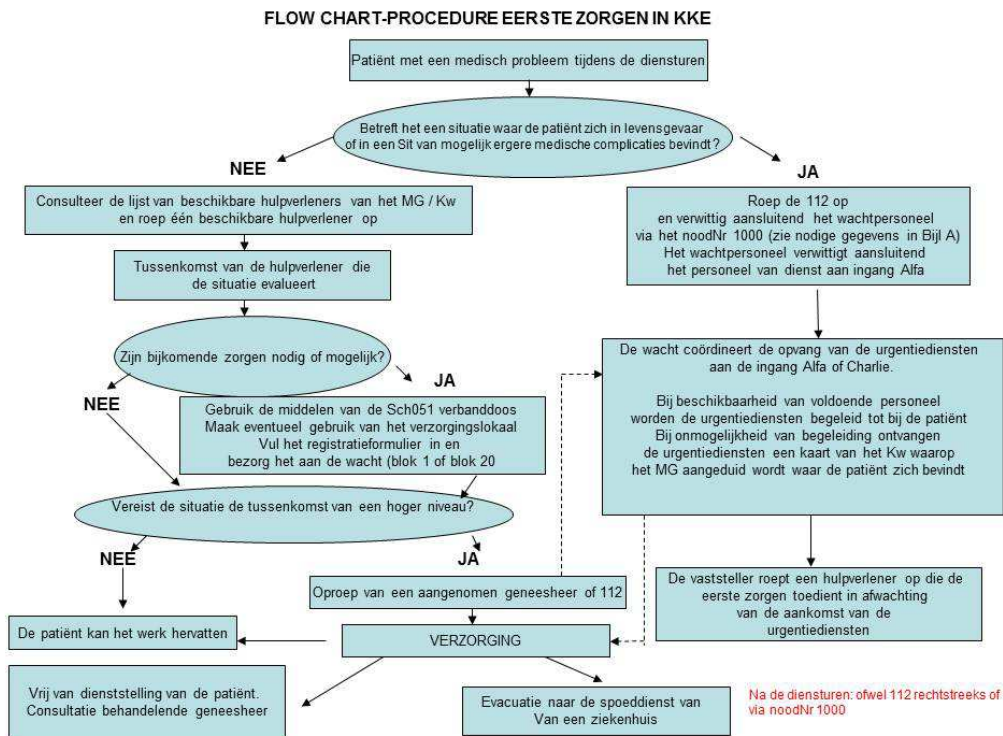 FLOW CHART-PROCEDURE EERSTE ZORGEN IN KKE
Patiënt met een medisch probleem tijdens de diensturen
Betreft het een situatie waar de patiënt zich in levensgevaar
of in een Sit van mogelijk ergere medische complicaties bevindt ?
NEE
JA
Consulteer de lijst van beschikbare hulpverleners van het MG / Kw
en roep één beschikbare hulpverlener op
Roep de 112 op
en verwittig aansluitend het wachtpersoneel
via het noodNr 1000 (zie nodige gegevens in Bijl A)
Het wachtpersoneel verwittigt aansluitend
het personeel van dienst aan ingang Alfa
Tussenkomst van de hulpverlener die
de situatie evalueert
Zijn bijkomende zorgen nodig of mogelijk?
NEE
JA
De wacht coördineert de opvang van de urgentiediensten
aan de ingang Alfa of Charlie.
Bij beschikbaarheid van voldoende personeel
worden de urgentiediensten begeleid tot bij de patiënt
Bij onmogelijkheid van begeleiding ontvangen
de urgentiediensten een kaart van het Kw waarop
het MG aangeduid wordt waar de patiënt zich bevindt
Gebruik de middelen van de Sch051 verbanddoos
Maak eventueel gebruik van het verzorgingslokaal
Vul het registratieformulier in en
bezorg het aan de wacht (blok 1 of blok 20
Vereist de situatie de tussenkomst van een hoger niveau?
NEE
JA
Oproep van een aangenomen geneesheer of 112
De vaststeller roept een hulpverlener op die de
eerste zorgen toedient in afwachting
van de aankomst van de
urgentiediensten
De patiënt kan het werk hervatten
VERZORGING
Vrij van dienststelling van de patiënt.
Consultatie behandelende geneesheer
Evacuatie naar de spoeddienst van
Van een ziekenhuis
Na de diensturen: ofwel 112 rechtstreeks of
via noodNr 1000